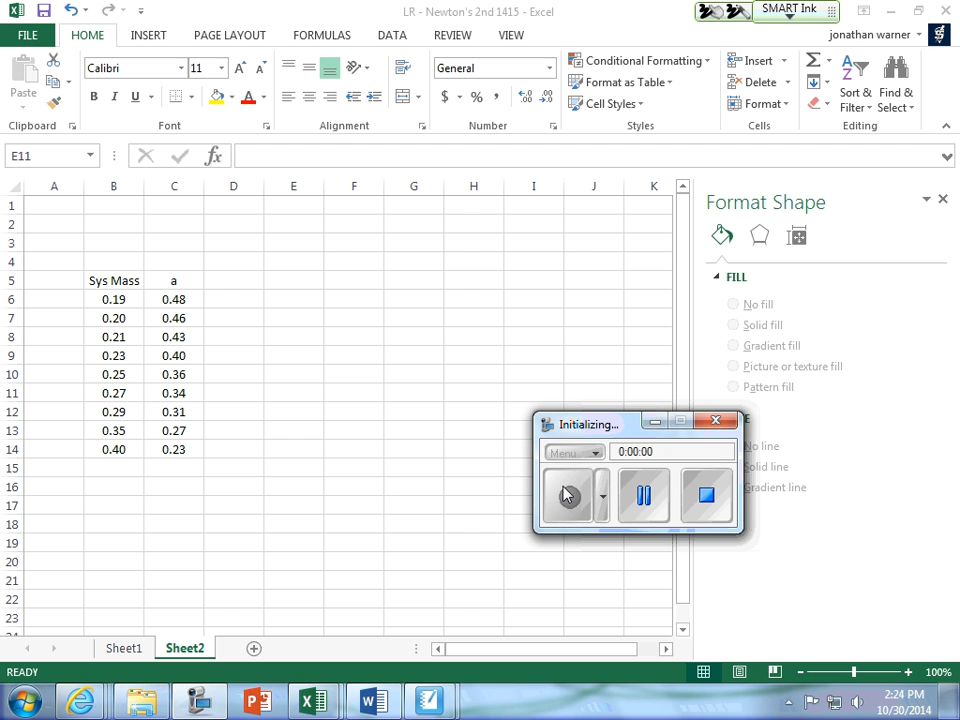 LR - Newton's 2nd 1415 - Excel
SMART Ink
FILE HOME INSERT PAGE LAYOUT FORMULAS DATA REVIEW VIEW
jonathan warner
Paste
Calibri 11
B I U
A
General
$ % ,
Conditional Formatting
Format as Table
Cell Styles
Insert
Delete
Format
Sort & Filter
Find & Select
Clipboard Font Alignment Number Styles Cells Editing
E11
fx
A B C D E F G H I J K
1
2
3
4
5 Sys Mass a
6 0.19 0.48
7 0.20 0.46
8 0.21 0.43
9 0.23 0.40
10 0.25 0.36
11 0.27 0.34
12 0.29 0.31
13 0.35 0.27
14 0.40 0.23
15
16
17
18
19
20
21
22
23
Format Shape
FILL
No fill
Solid fill
Gradient fill
Picture or texture fill
Pattern fill
Solid line
Gradient line
Initializing...
Menu 0:00:00
Sheet1 Sheet2
READY
100%
2:24 PM
10/30/2014